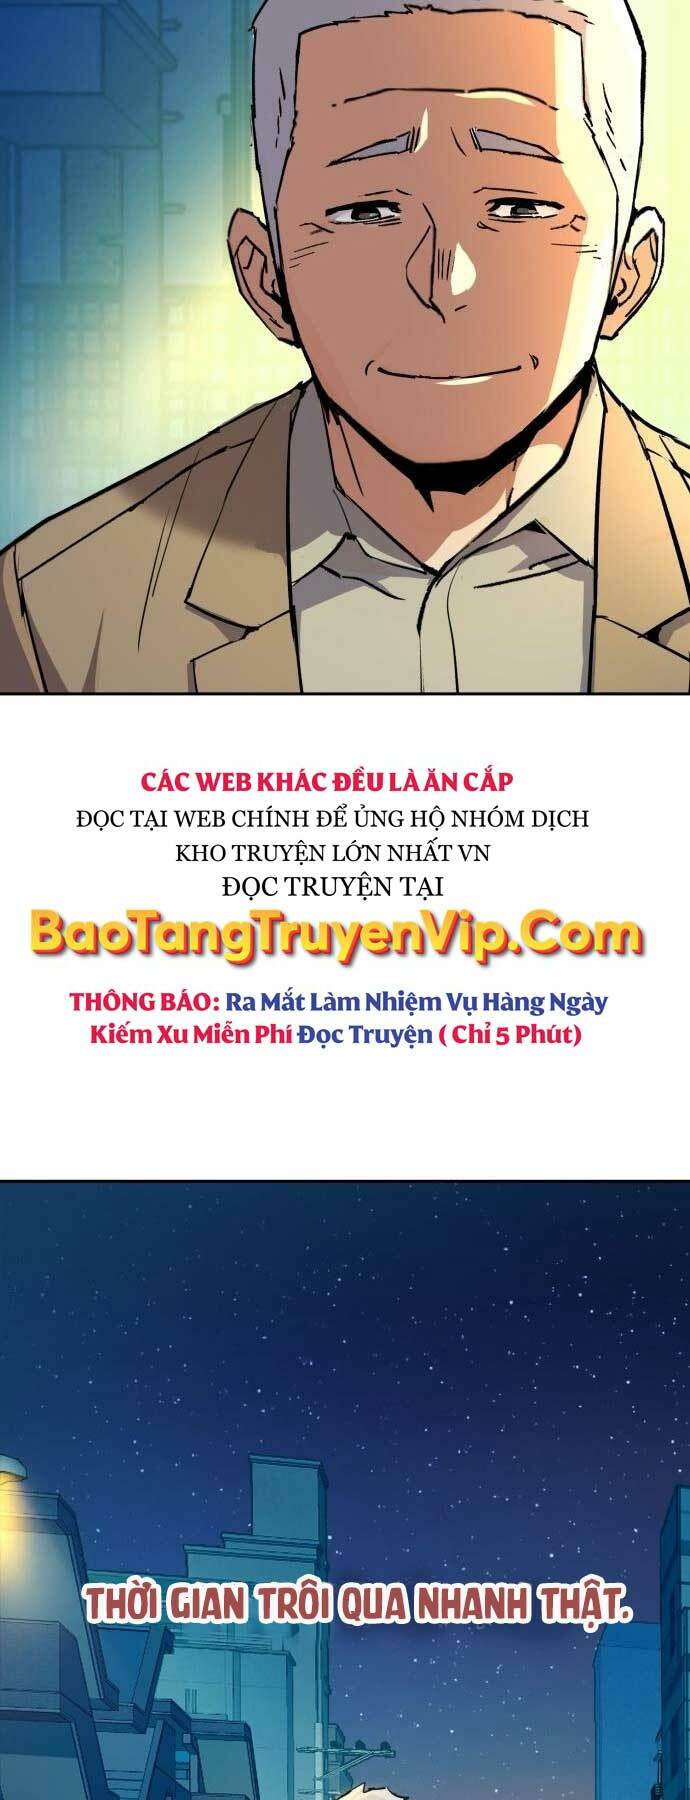 CÁC WEB KHÁC ĐỀU LÀ ĂN CẮP
ĐỌC TẠI WEB CHÍNH ĐỂ ỦNG HỘ NHÓM DỊCH
KHO TRUYỆN LỚN NHẤT VN
ĐỌC TRUYỆN TẠI
BaoTangTruyenVip.Com
THÔNG BÁO: Ra Mắt Làm Nhiệm Vụ Hàng Ngày
Kiếm Xu Miễn Phí Đọc Truyện ( Chỉ 5 Phút)
THỜI GIAN TRÔI QUA NHANH THẬT.